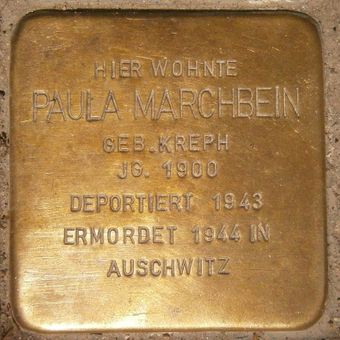 HIER WOHNTE
PAULA MARCHBEIN
GEB. KREPH
JG. 1900
DEPORTIERT 1943
ERMORDET 1944 IN
AUSCHWITZ